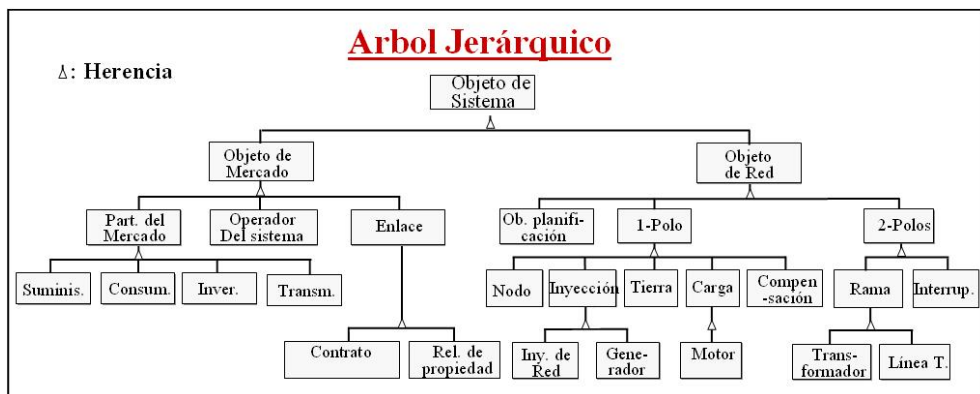 Arbol Jerárquico
Δ: Herencia
Objeto de
Sistema
Objeto de
Mercado
Objeto
de Red
Part. del
Mercado
Operador
Del sistema
Enlace
Ob. planifi-
cación
1-Polo
2-Polos
Suminis.
Consum.
Inver.
Transm.
Nodo
Inyección
Tierra
Carga
Compen
-sación
Rama
Interrup.
Contrato
Rel. de
propiedad
Iny. de
Red
Gene-
rador
Motor
Trans-
formador
Línea T.